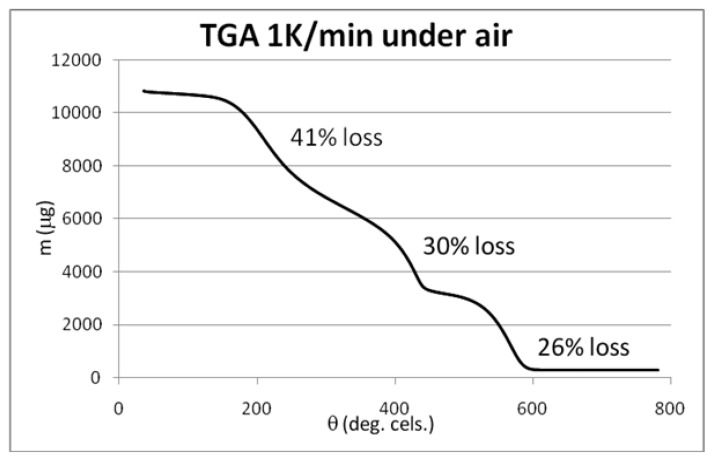 TGA 1K/min under air
12000
10000
8000
6000
4000
2000
0
m (µg)
41% loss
30% loss
26% loss
0 200 400 600 800
θ (deg. cels.)